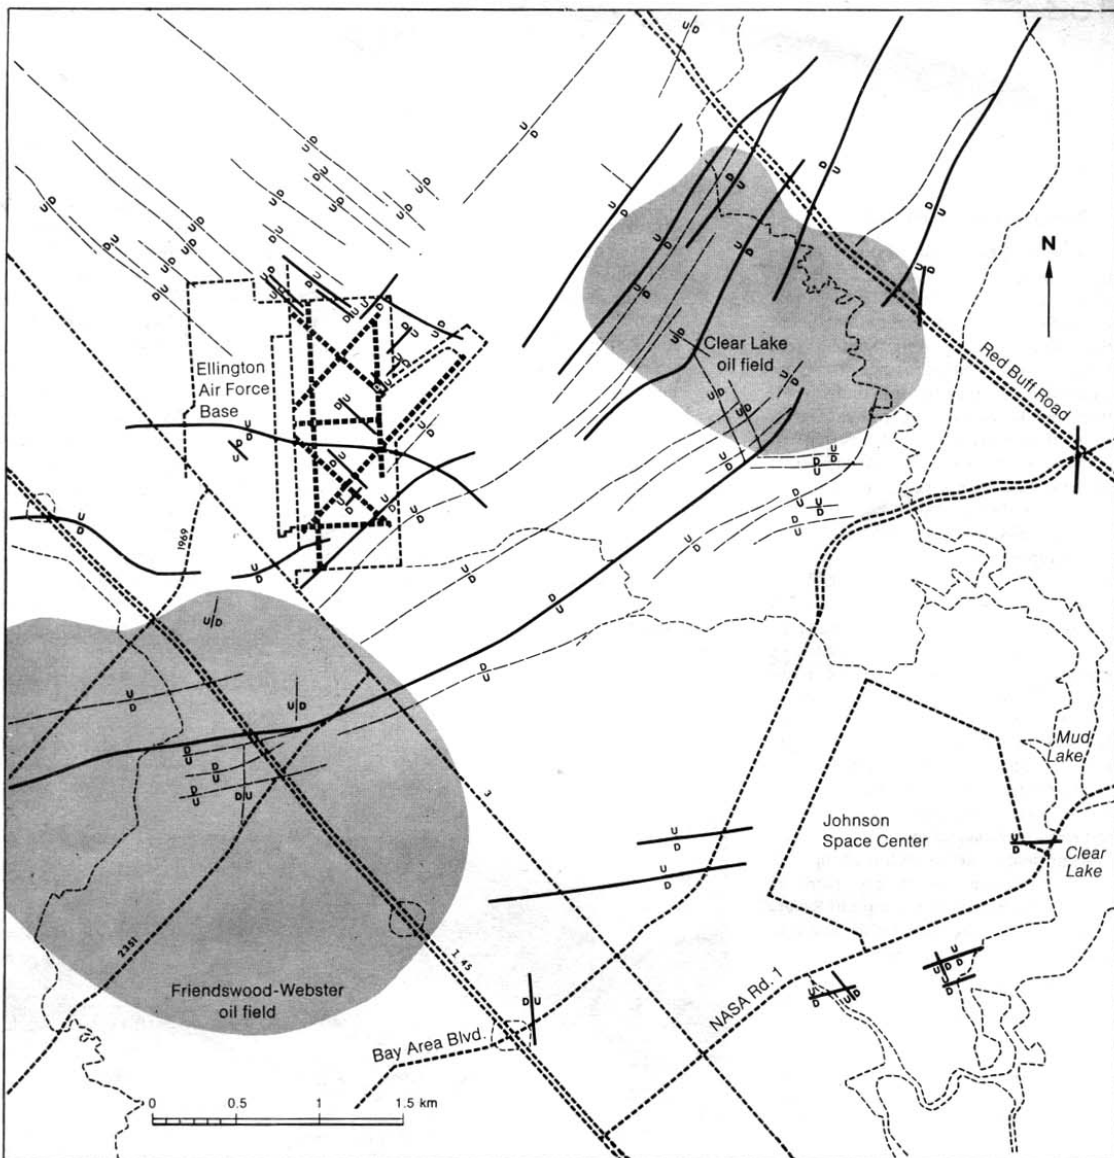 N
Red Buff Road
Clear Lake
oil field
Ellington
Air Force
Base
1969
Mud
Lake
3
Johnson
Space Center
Clear
Lake
2351
I 45
Friendswood-Webster
oil field
NASA Rd. 1
Bay Area Blvd.
0 0.5 1 1.5 km